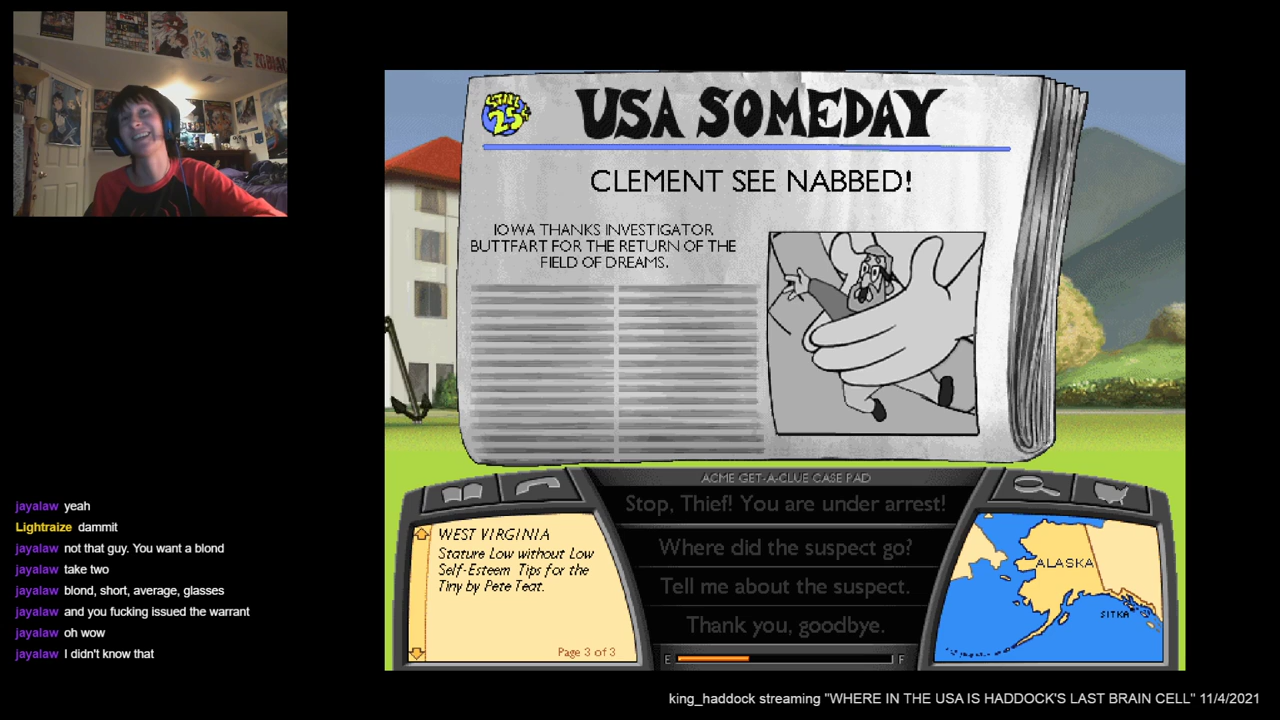 STILL
25¢
USA SOMEDAY
CLEMENT SEE NABBED!
IOWA THANKS INVESTIGATOR
BUTTFART FOR THE RETURN OF THE
FIELD OF DREAMS.
ACME GET-A-CLUE CASE PAD
Stop, Thief! You are under arrest!
Where did the suspect go?
Tell me about the suspect.
Thank you, goodbye.
E
F
WEST VIRGINIA
Stature Low without Low
Self-Esteem Tips for the
Tiny by Pete Teat.
Page 3 of 3
ALASKA
SITKA
jayalaw yeah
Lightraize dammit
jayalaw not that guy. You want a blond
jayalaw take two
jayalaw blond, short, average, glasses
jayalaw and you fucking issued the warrant
jayalaw oh wow
jayalaw I didn't know that
king_haddock streaming "WHERE IN THE USA IS HADDOCK'S LAST BRAIN CELL" 11/4/2021